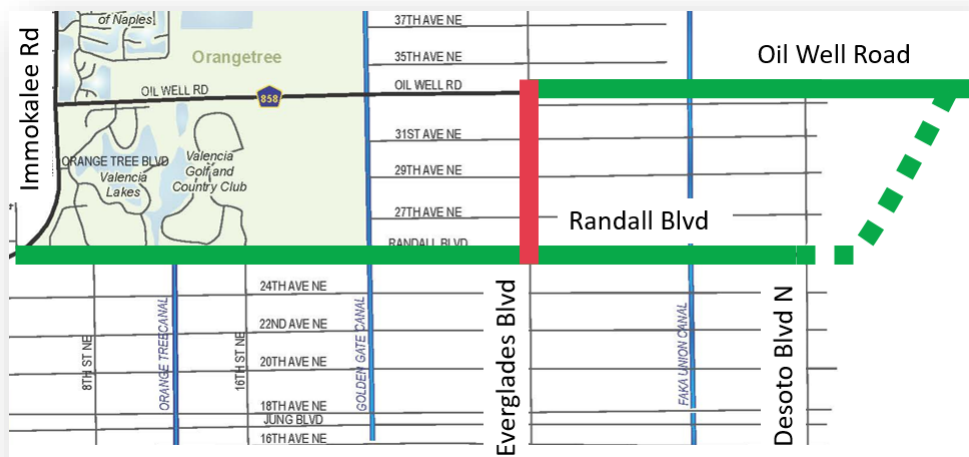 of Naples
37TH AVE NE
Orangetree
35TH AVE NE
Oil Well Road
Immokalee Rd
OIL WELL RD
858
OIL WELL RD
31ST AVE NE
ORANGE TREE BLVD
Valencia
Lakes
Valencia
Golf and
Country Club
29TH AVE NE
27TH AVE NE
Randall Blvd
RANDALL BLVD
24TH AVE NE
22ND AVE NE
20TH AVE NE
18TH AVE NE
JUNG BLVD
16TH AVE NE
8TH ST NE
ORANGE TREE CANAL
16TH ST NE
GOLDEN GATE CANAL
Everglades Blvd
FAKA UNION CANAL
Desoto Blvd N